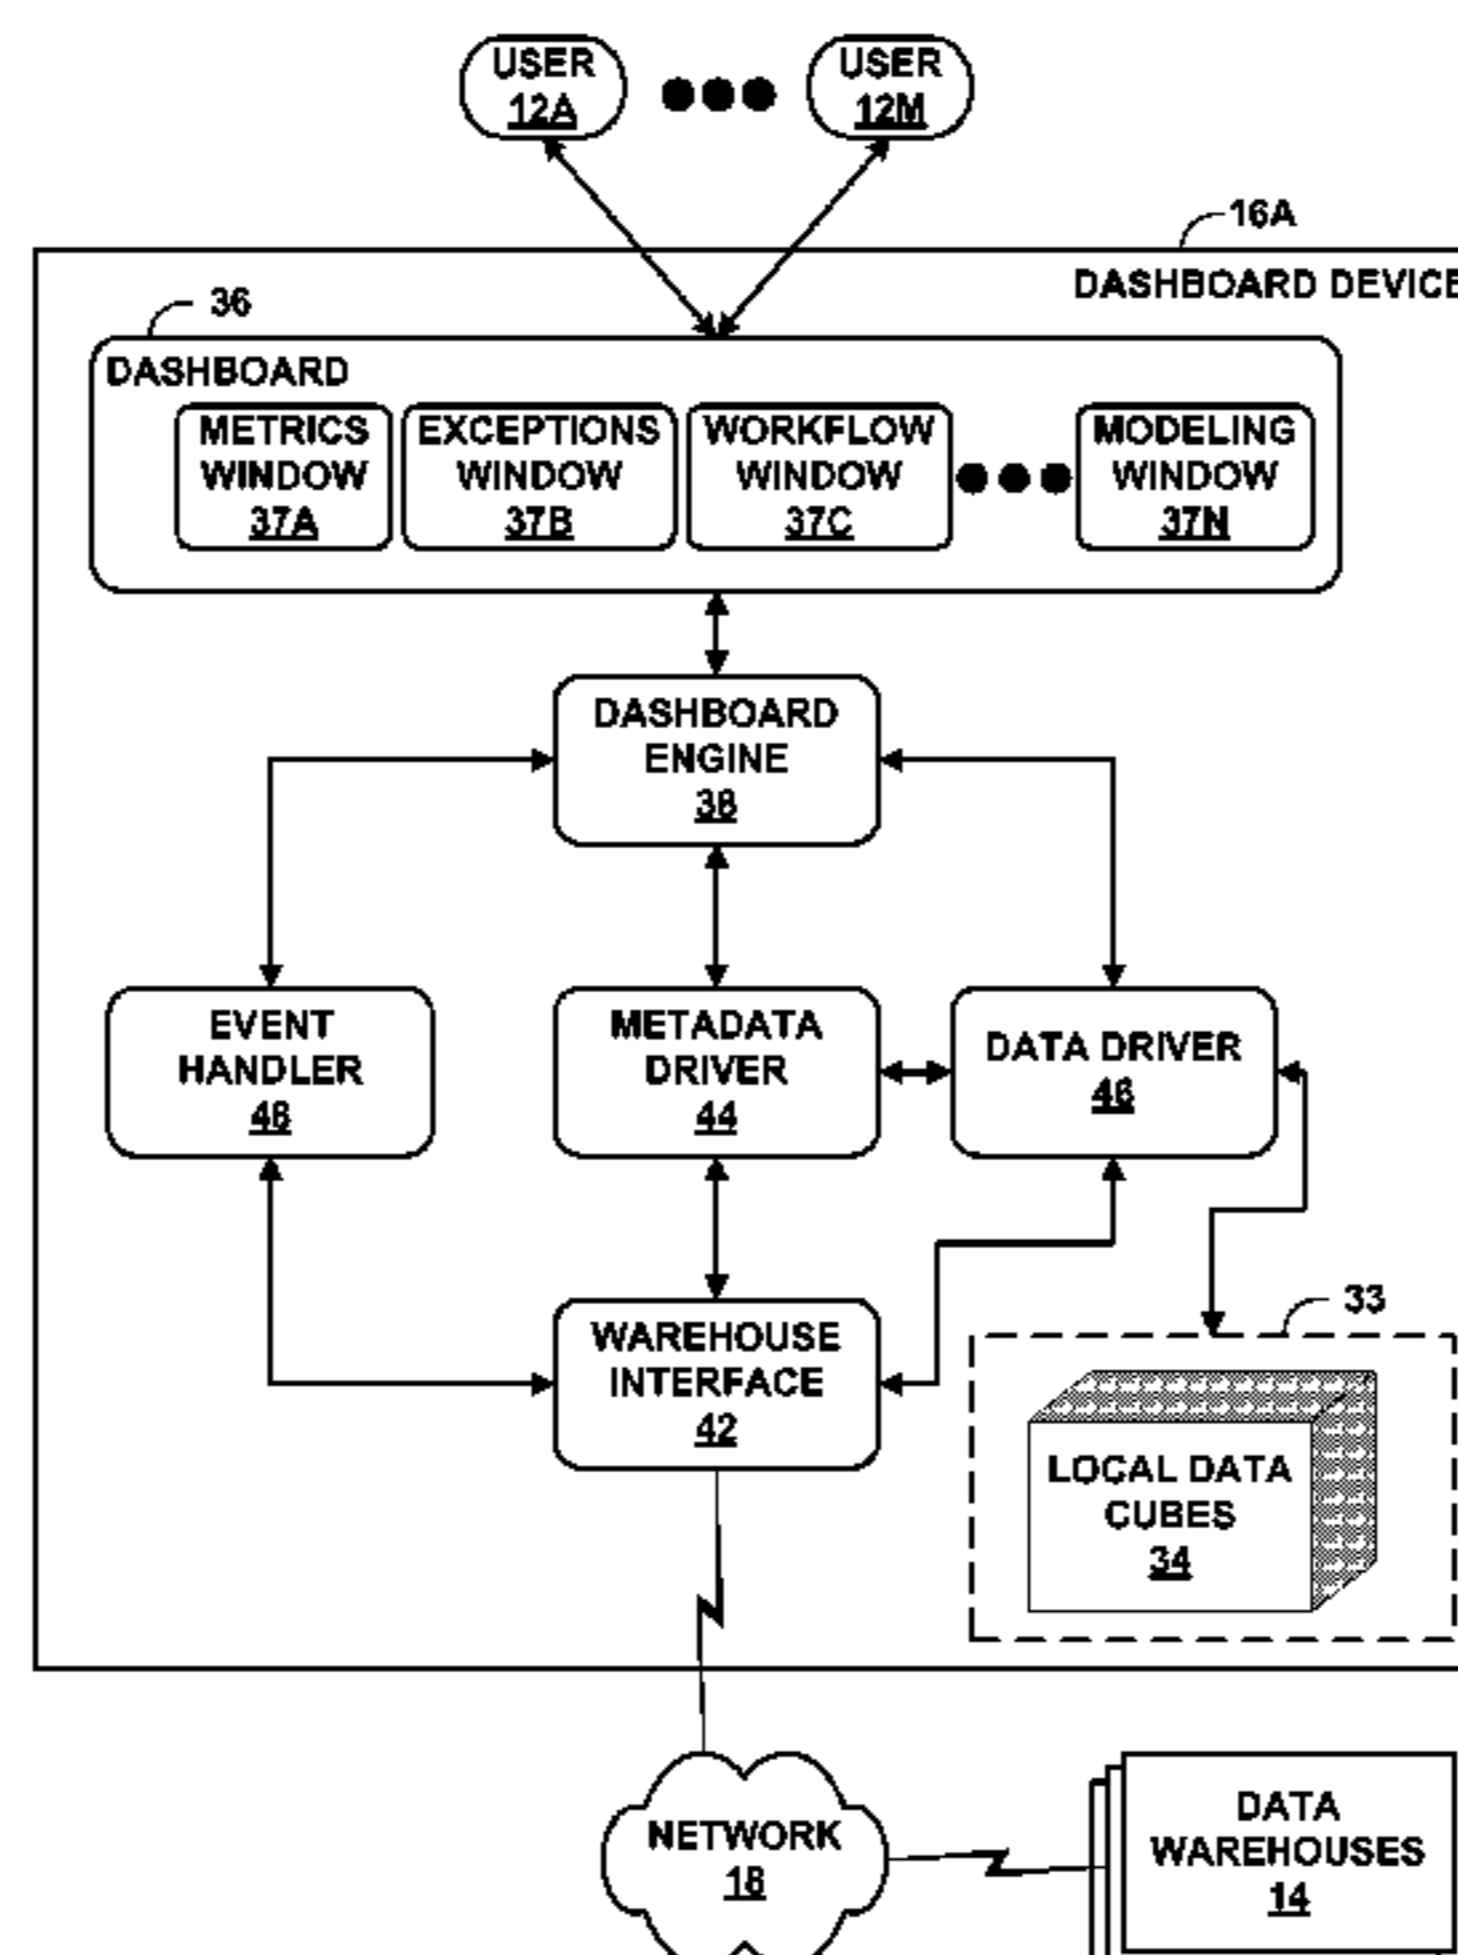 USER
12A
USER
12M
16A
DASHBOARD DEVICE
36
DASHBOARD
METRICS
WINDOW
37A
EXCEPTIONS
WINDOW
37B
WORKFLOW
WINDOW
37C
MODELING
WINDOW
37N
DASHBOARD
ENGINE
38
EVENT
HANDLER
48
METADATA
DRIVER
44
DATA DRIVER
46
WAREHOUSE
INTERFACE
42
33
LOCAL DATA
CUBES
34
NETWORK
18
DATA
WAREHOUSES
14